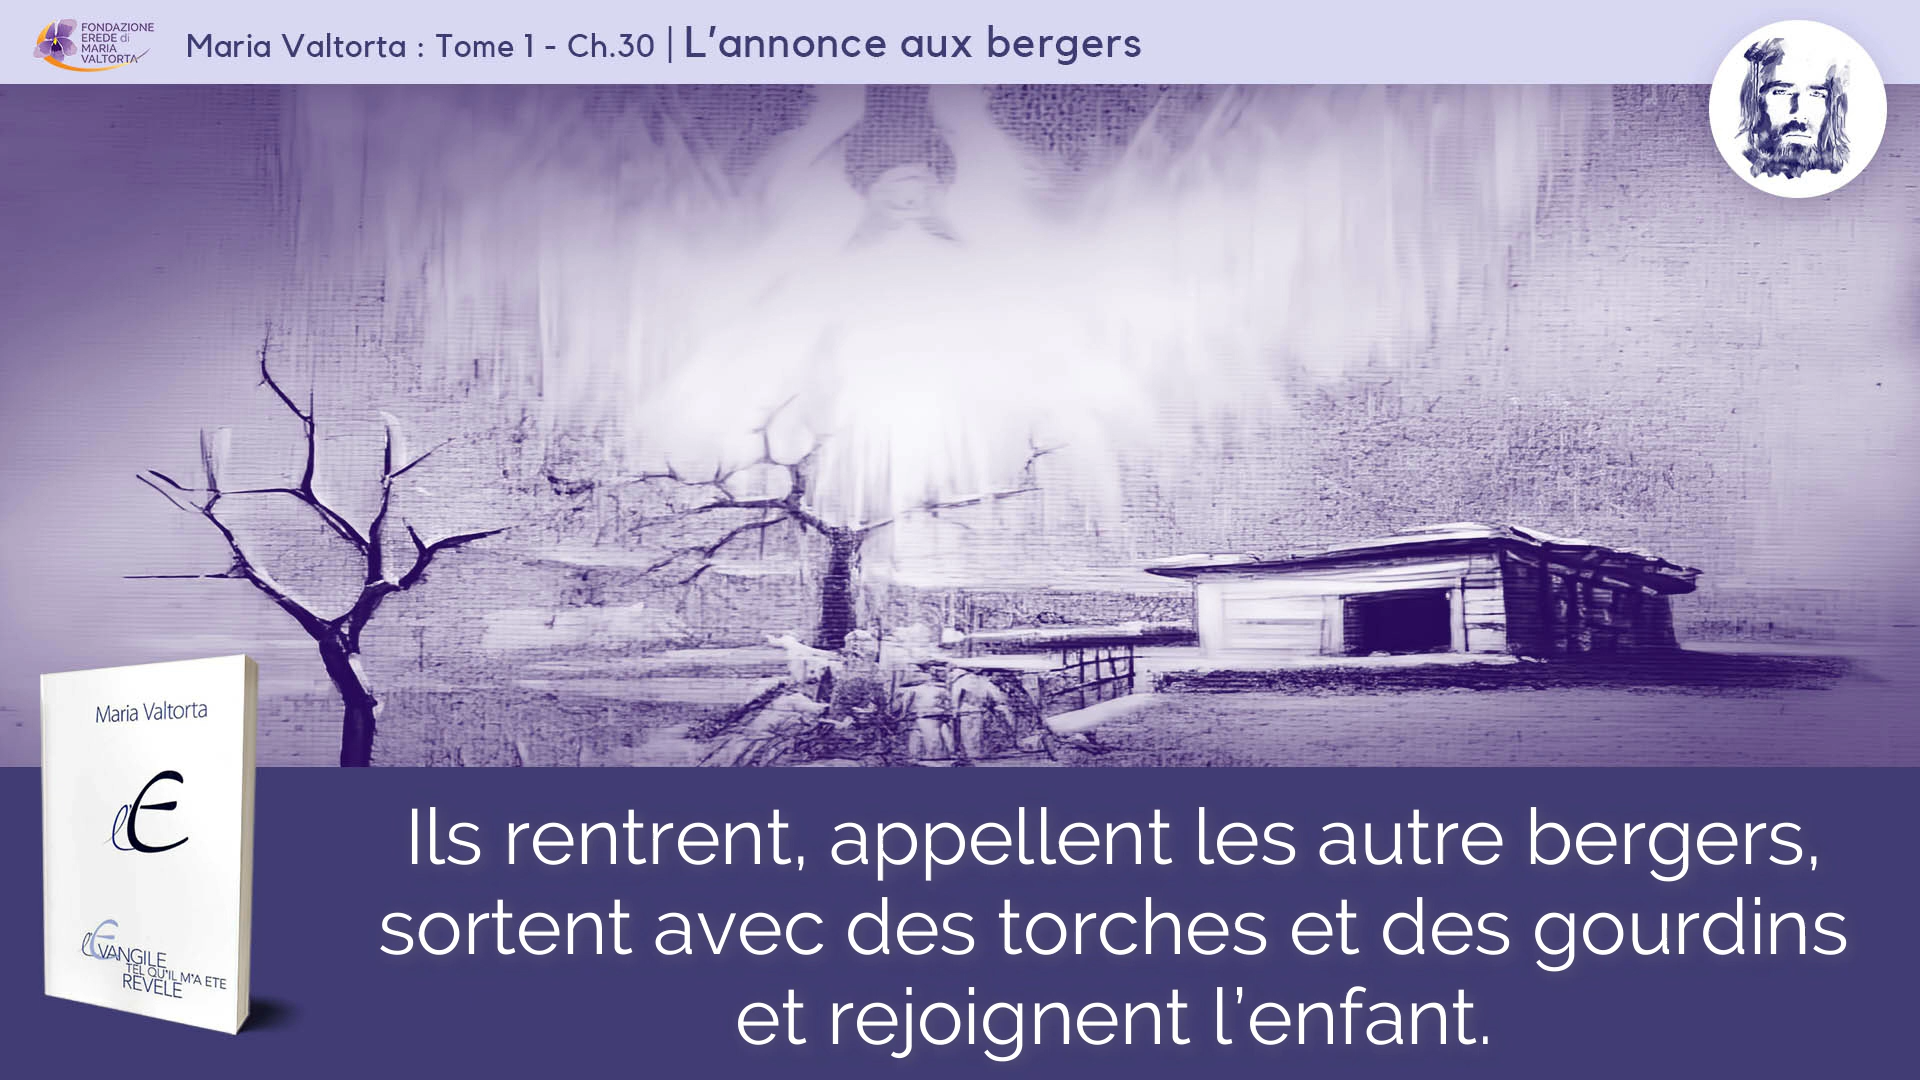 FONDAZIONE
EREDE di
MARIA
VALTORTA
Maria Valtorta : Tome 1 - Ch.30 | L’annonce aux bergers
Maria Valtorta
l'E
l'EVANGILE
TEL QU'IL M'A ETE
REVELE
Ils rentrent, appellent les autre bergers,
sortent avec des torches et des gourdins
et rejoignent l’enfant.